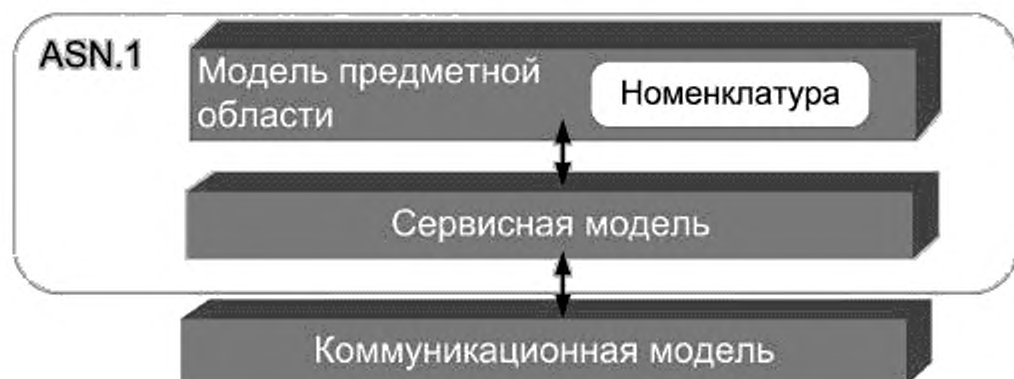 ASN.1
Модель предметной
области
Номенклатура
Сервисная модель
Коммуникационная модель